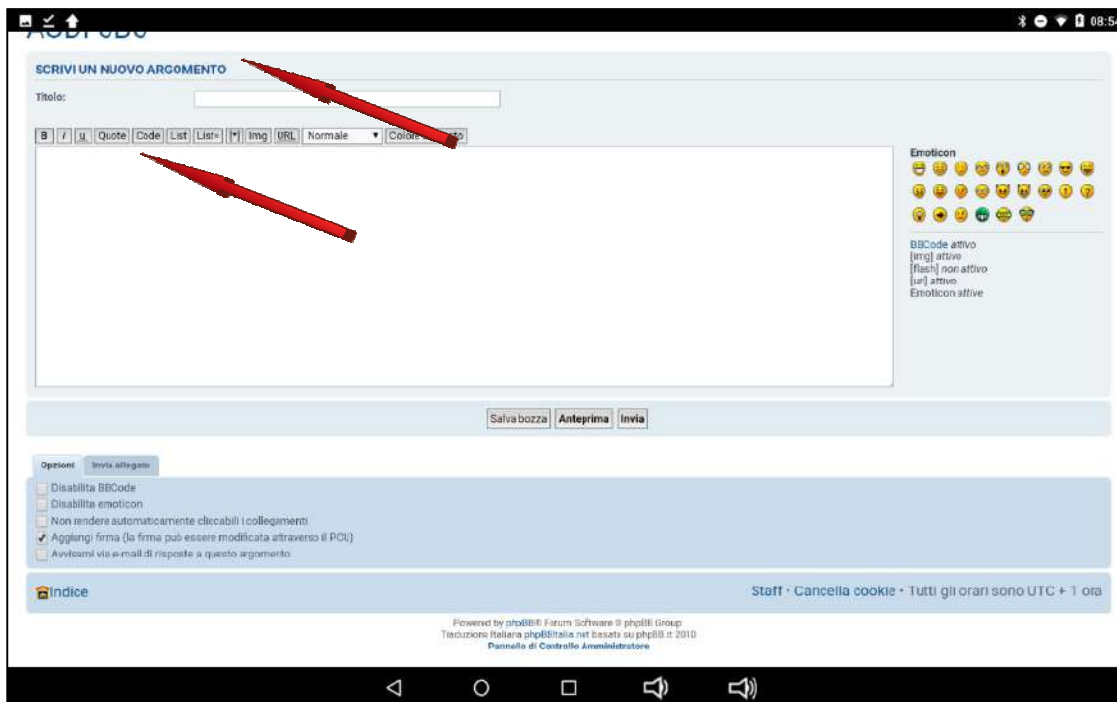 08:54
SCRIVI UN NUOVO ARGOMENTO
Titolo:
B i u Quote Code List List= [*] Img URL Normale
Emoticon
BBCode attivo
[img] attivo
[flash] non attivo
[url] attivo
Emoticon attive
Salva bozza Anteprima Invia
Opzioni Invia allegato
Disabilita BBCode
Disabilita emoticon
Non rendere automaticamente cliccabili i collegamenti
Aggiungi firma (la firma può essere modificata attraverso il PCU)
Avvisami via e-mail di risposte a questo argomento
Indice
Staff • Cancella cookie • Tutti gli orari sono UTC + 1 ora
Powered by phpBB® Forum Software © phpBB Group
Traduzione Italiana phpBBItalia.net basata su phpBB.it 2010
Pannello di Controllo Amministratore